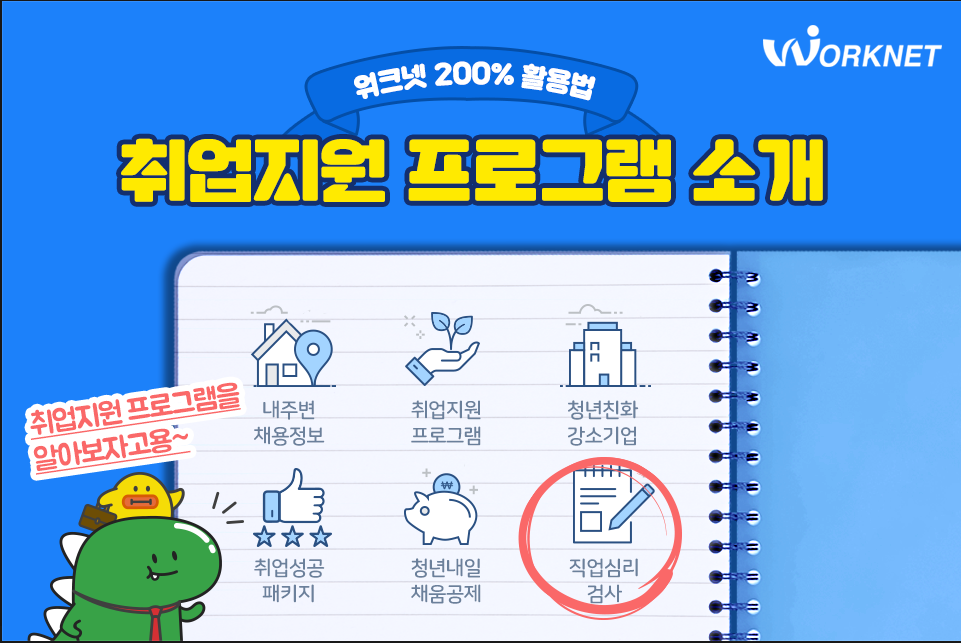 WORKNET
워크넷 200% 활용법
취업지원 프로그램 소개
내주변
채용정보
취업지원
프로그램
청년친화
강소기업
취업지원 프로그램을
알아보자고용~
취업성공
패키지
₩
청년내일
채움공제
직업심리
검사